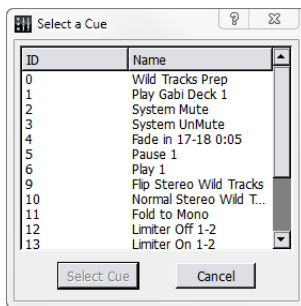 Select a Cue
ID Name
0 Wild Tracks Prep
1 Play Gabi Deck 1
2 System Mute
3 System UnMute
4 Fade in 17-18 0:05
5 Pause 1
6 Play 1
9 Flip Stereo Wild Tracks
10 Normal Stereo Wild T...
11 Fold to Mono
12 Limiter Off 1-2
13 Limiter On 1-2
Select Cue Cancel